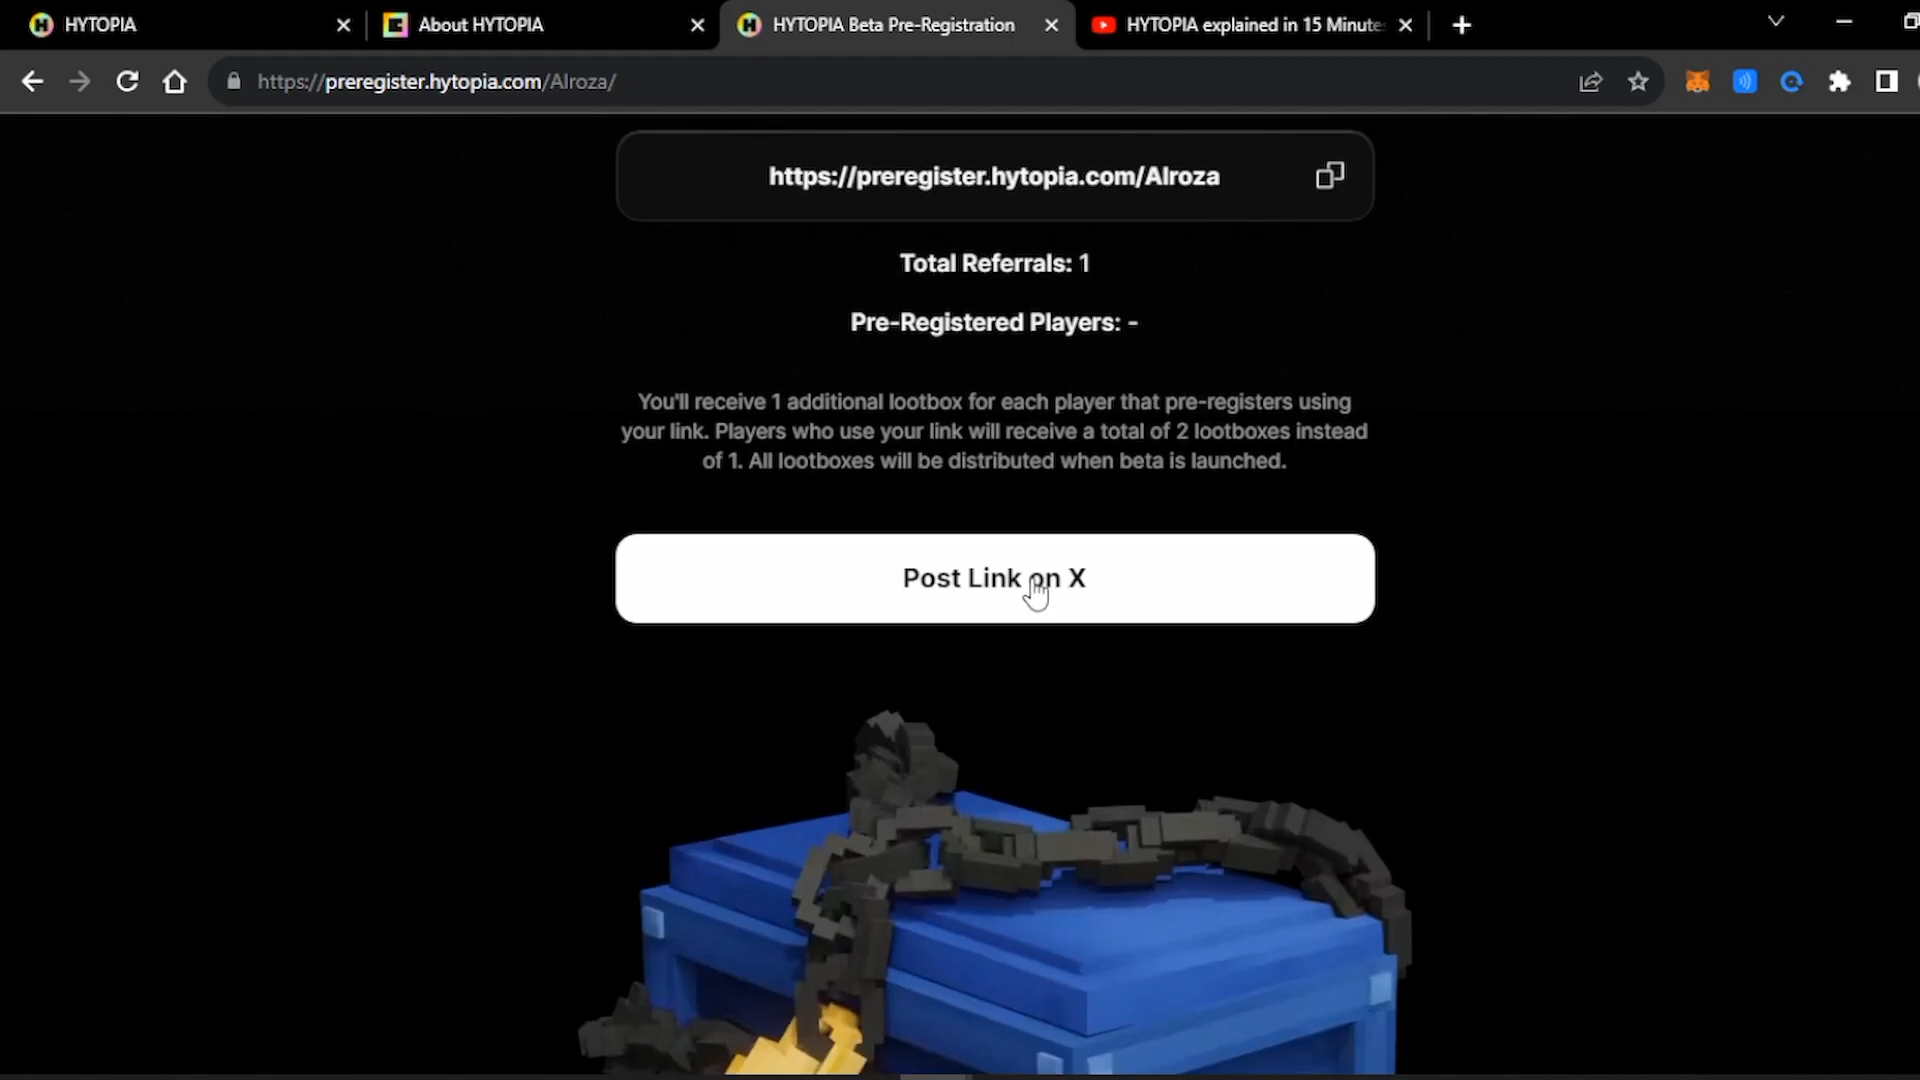 HYTOPIA
About HYTOPIA
HYTOPIA Beta Pre-Registration
HYTOPIA explained in 15 Minute
https://preregister.hytopia.com/Alroza/
https://preregister.hytopia.com/Alroza
Total Referrals: 1
Pre-Registered Players: -
You'll receive 1 additional lootbox for each player that pre-registers using
your link. Players who use your link will receive a total of 2 lootboxes instead
of 1. All lootboxes will be distributed when beta is launched.
Post Link on X